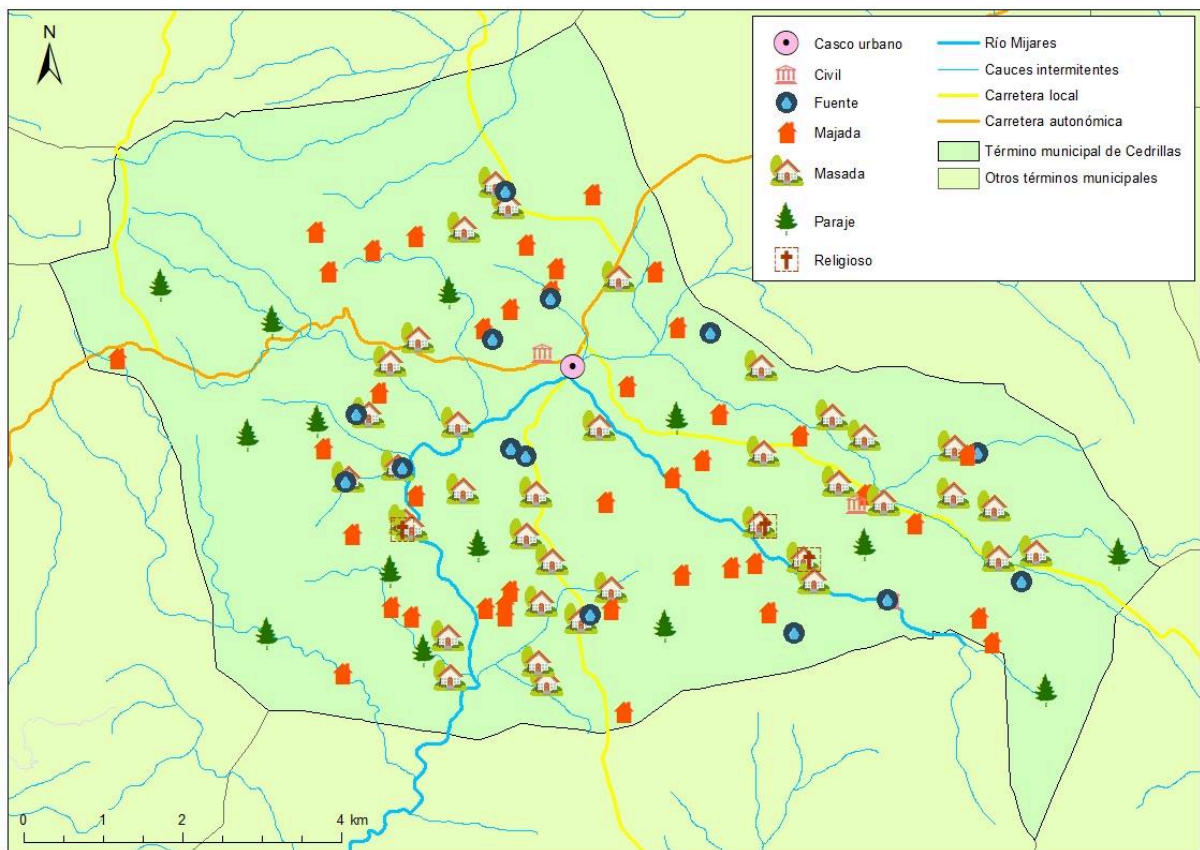 N
Casco urbano
Civil
Fuente
Majada
Masada
Paraje
Religioso
Río Mijares
Cauces intermitentes
Carretera local
Carretera autonómica
Término municipal de Cedrillas
Otros términos municipales
0 1 2 4 km